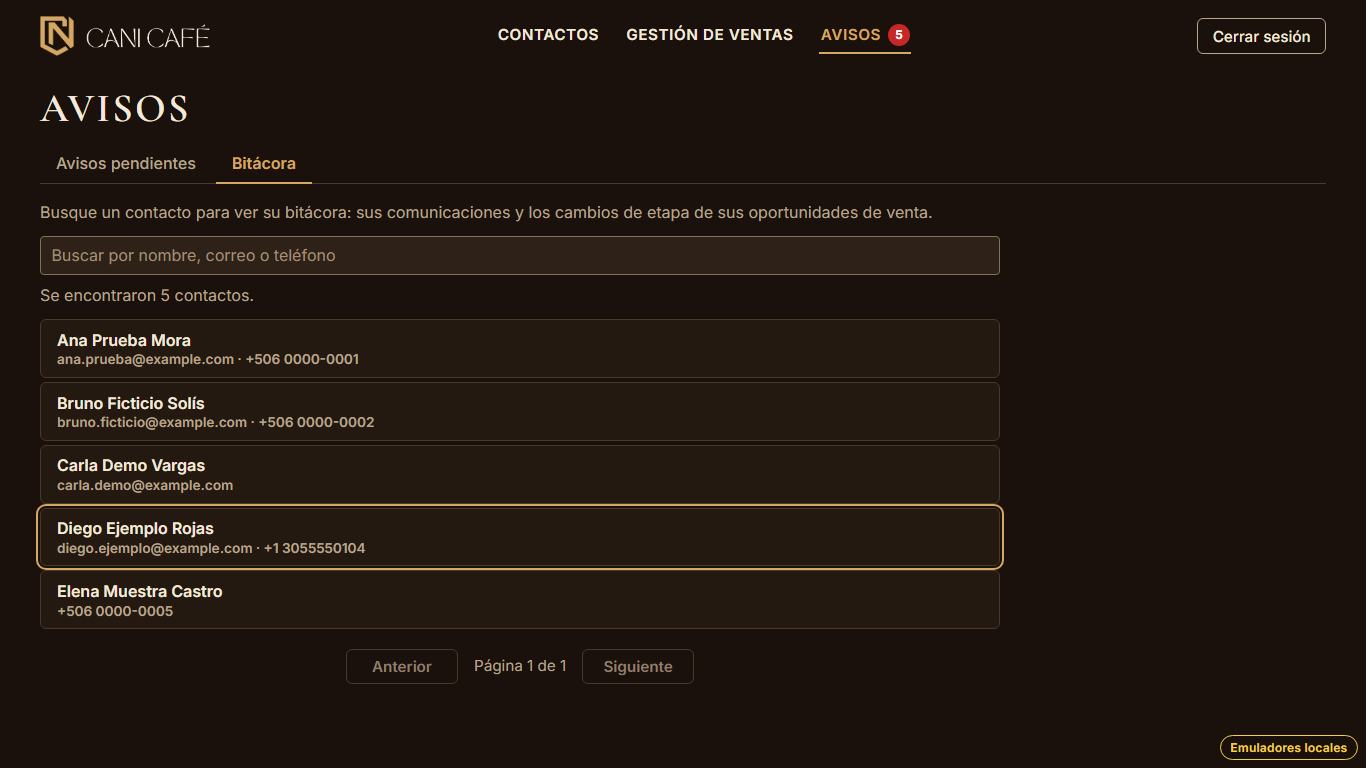 CANI CAFÉ
CONTACTOS
GESTIÓN DE VENTAS
AVISOS 5
Cerrar sesión
AVISOS
Avisos pendientes
Bitácora
Busque un contacto para ver su bitácora: sus comunicaciones y los cambios de etapa de sus oportunidades de venta.
Buscar por nombre, correo o teléfono
Se encontraron 5 contactos.
Ana Prueba Mora
ana.prueba@example.com · +506 0000-0001
Bruno Ficticio Solís
bruno.ficticio@example.com · +506 0000-0002
Carla Demo Vargas
carla.demo@example.com
Diego Ejemplo Rojas
diego.ejemplo@example.com · +1 3055550104
Elena Muestra Castro
+506 0000-0005
Anterior
Página 1 de 1
Siguiente
Emuladores locales